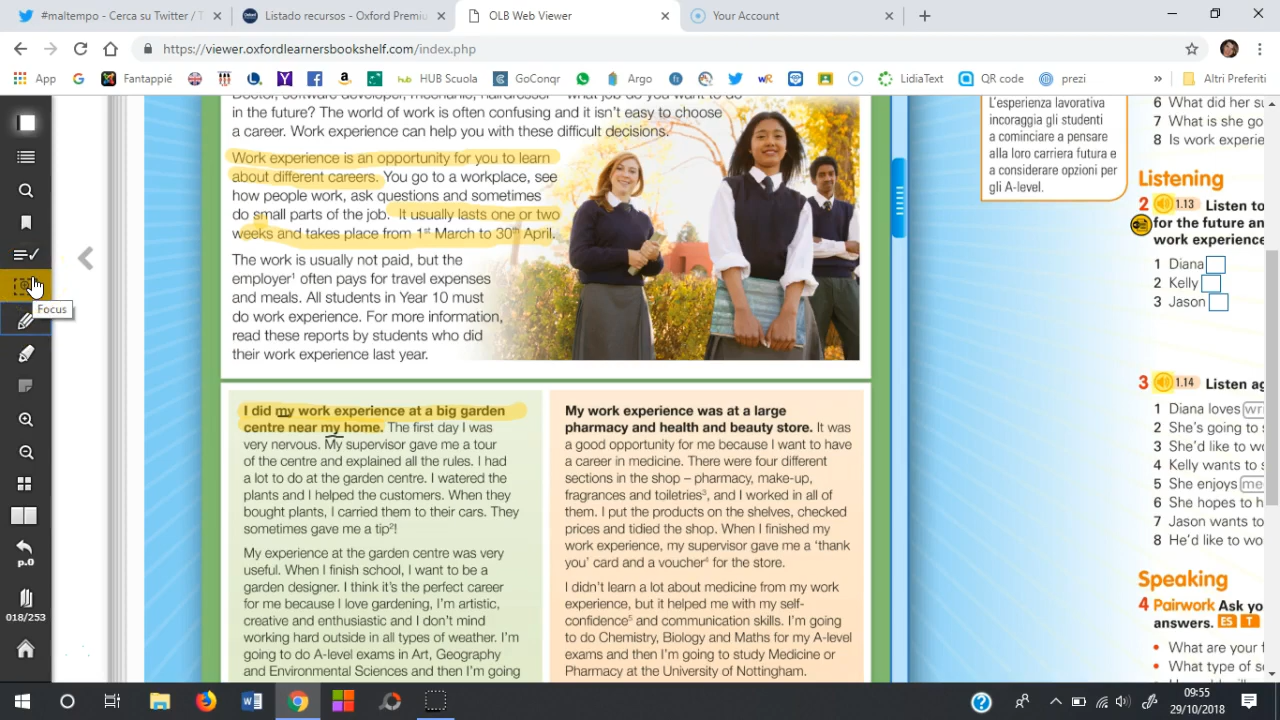 #maltempo - Cerca su Twitter / T
Listado recursos - Oxford Premiu
OLB Web Viewer
Your Account
https://viewer.oxfordlearnersbookshelf.com/index.php
App
Fantappié
HUB Scuola
GoConqr
Argo
LidiaText
QR code
prezi
»
Altri Preferiti
in the future? The world of work is often confusing and it isn't easy to choose
a career. Work experience can help you with these difficult decisions.
Work experience is an opportunity for you to learn
about different careers. You go to a workplace, see
how people work, ask questions and sometimes
do small parts of the job. It usually lasts one or two
weeks and takes place from 1st March to 30th April.
The work is usually not paid, but the
employer¹ often pays for travel expenses
and meals. All students in Year 10 must
do work experience. For more information,
read these reports by students who did
their work experience last year.
I did my work experience at a big garden
centre near my home. The first day I was
very nervous. My supervisor gave me a tour
of the centre and explained all the rules. I had
a lot to do at the garden centre. I watered the
plants and I helped the customers. When they
bought plants, I carried them to their cars. They
sometimes gave me a tip²!
My experience at the garden centre was very
useful. When I finish school, I want to be a
garden designer. I think it's the perfect career
for me because I love gardening, I'm artistic,
creative and enthusiastic and I don't mind
working hard outside in all types of weather. I'm
going to do A-level exams in Art, Geography
and Environmental Sciences and then I'm going
My work experience was at a large
pharmacy and health and beauty store. It was
a good opportunity for me because I want to have
a career in medicine. There were four different
sections in the shop – pharmacy, make-up,
fragrances and toiletries³, and I worked in all of
them. I put the products on the shelves, checked
prices and tidied the shop. When I finished my
work experience, my supervisor gave me a 'thank
you' card and a voucher⁴ for the store.
I didn't learn a lot about medicine from my work
experience, but it helped me with my self-
confidence⁵ and communication skills. I'm going
to do Chemistry, Biology and Maths for my A-level
exams and then I'm going to study Medicine or
Pharmacy at the University of Nottingham.
L'esperienza lavorativa
incoraggia gli studenti
a cominciare a pensare
alla loro carriera futura e
a considerare opzioni per
gli A-level.
6 What did her su
7 What is she go
8 Is work experie
Listening
2 1.13 Listen to
for the future an
work experience
1 Diana
2 Kelly
3 Jason
3 1.14 Listen ag
1 Diana loves wr
2 She's going to
3 She'd like to wo
4 Kelly wants to
5 She enjoys me
6 She hopes to h
7 Jason wants to
8 He'd like to wo
Speaking
4 Pairwork Ask yo
answers. ES T
• What are your f
• What type of s
Focus
p.0
018/253
09:55
29/10/2018